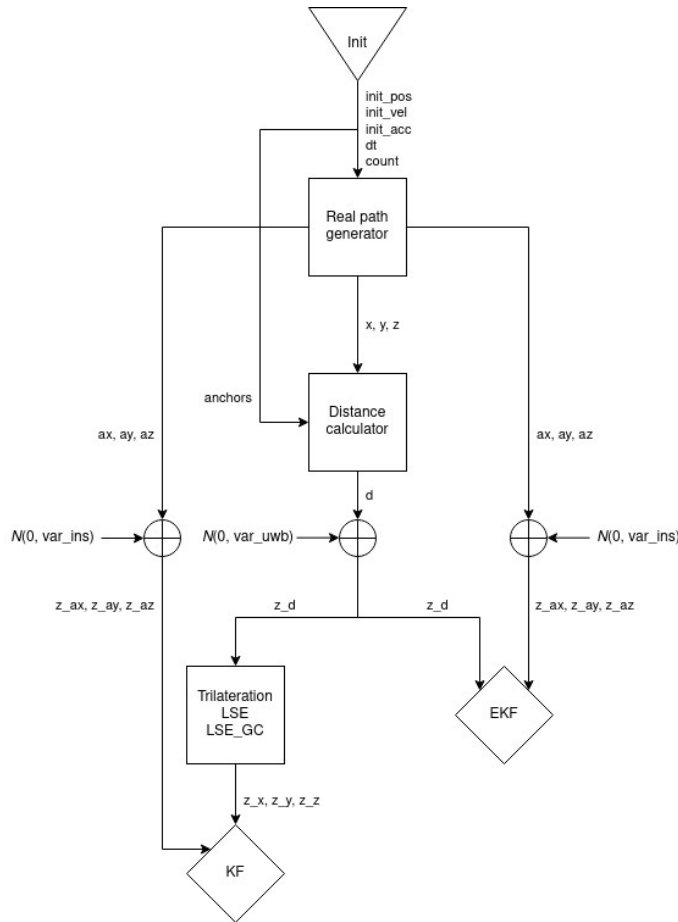 Init
init_pos
init_vel
init_acc
dt
count
Real path
generator
x, y, z
anchors
Distance
calculator
ax, ay, az
ax, ay, az
d
N(0, var_ins)
N(0, var_uwb)
N(0, var_ins)
z_ax, z_ay, z_az
z_d
z_d
z_ax, z_ay, z_az
Trilateration
LSE
LSE_GC
EKF
z_x, z_y, z_z
KF